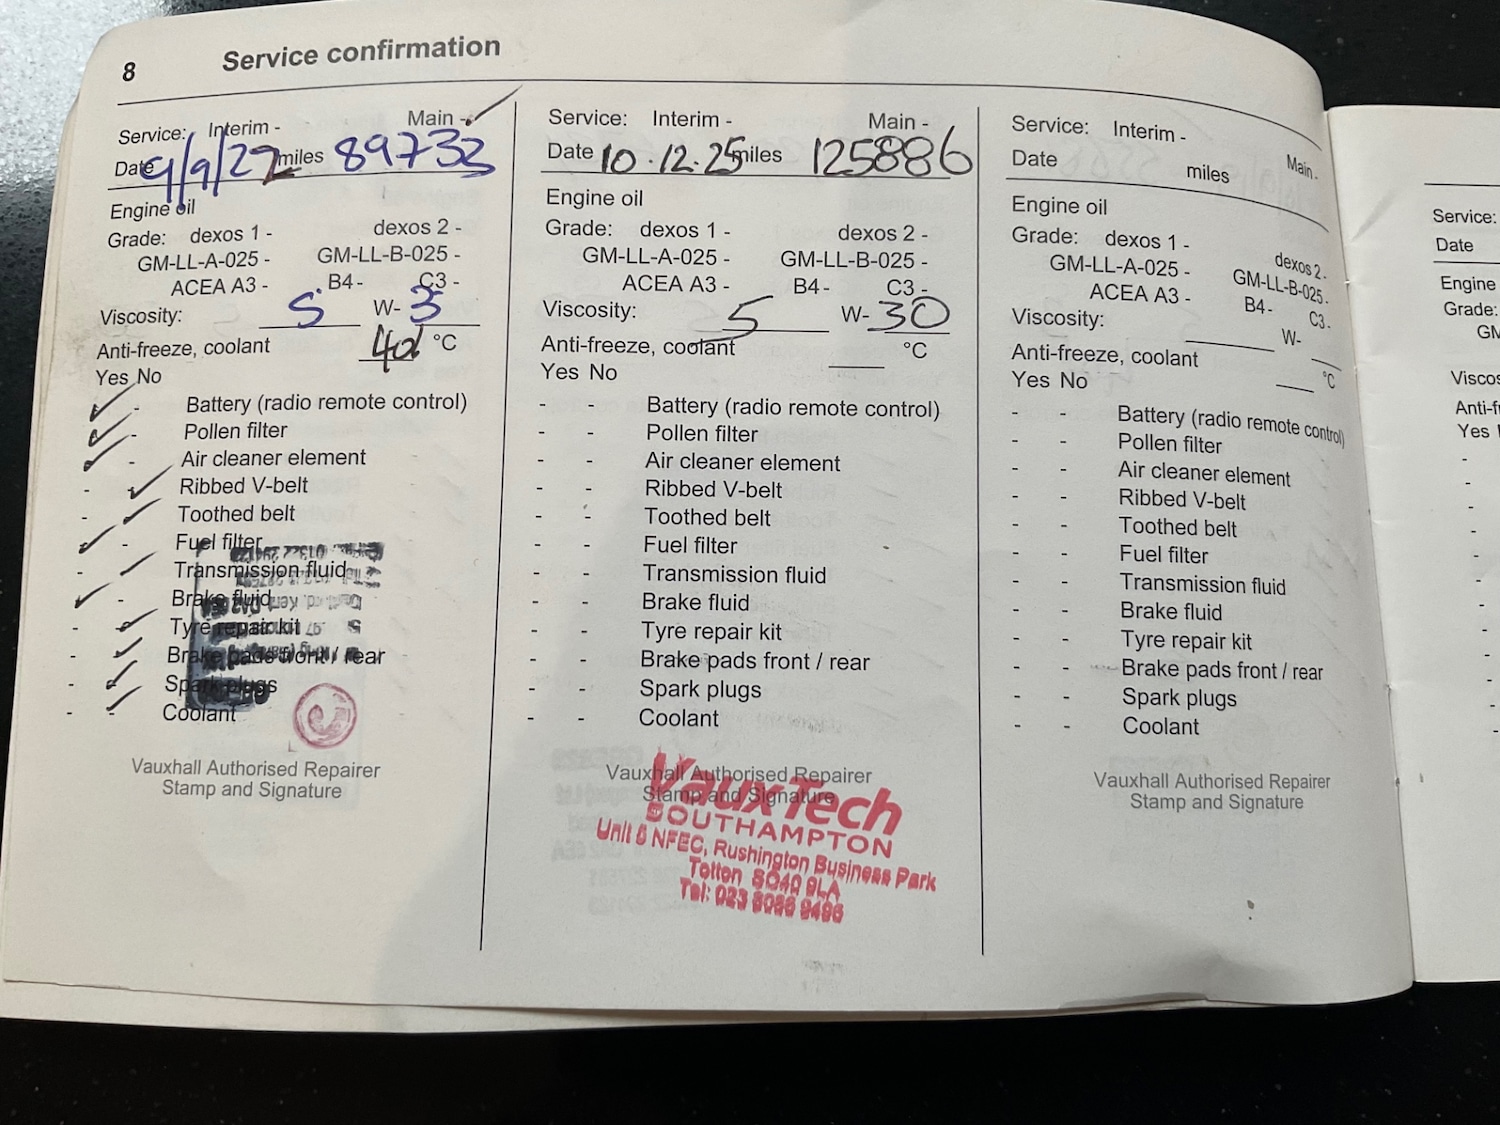 8 Service confirmation
Service: Interim - Main -
Date 9/9/22 miles 89733
Engine oil
Grade: dexos 1 - dexos 2 -
GM-LL-A-025 - GM-LL-B-025 -
ACEA A3 - B4 - C3 -
Viscosity: 5 W- 3
Anti-freeze, coolant °C
Yes No
- Battery (radio remote control)
- Pollen filter
- Air cleaner element
- Ribbed V-belt
- Toothed belt
- Fuel filter
- Transmission fluid
- Brake fluid
- Tyre repair kit
- Brake pads front / rear
- Spark plugs
- Coolant
Vauxhall Authorised Repairer
Stamp and Signature
Service: Interim - Main -
Date 10.12.25 miles 125886
Engine oil
Grade: dexos 1 - dexos 2 -
GM-LL-A-025 - GM-LL-B-025 -
ACEA A3 - B4 - C3 -
Viscosity: 5 W- 30
Anti-freeze, coolant °C
Yes No
- - Battery (radio remote control)
- - Pollen filter
- - Air cleaner element
- - Ribbed V-belt
- - Toothed belt
- - Fuel filter
- - Transmission fluid
- - Brake fluid
- - Tyre repair kit
- - Brake pads front / rear
- - Spark plugs
- - Coolant
Vauxhall Authorised Repairer
Stamp and Signature
VauxTech
SOUTHAMPTON
Unit 5 NFEC, Rushington Business Park
Totton SO40 9LA
Tel: 023 8086 9496
Service: Interim - Main -
Date miles
Engine oil
Grade: dexos 1 - dexos 2 -
GM-LL-A-025 - GM-LL-B-025 -
ACEA A3 - B4 - C3 -
Viscosity: W-
Anti-freeze, coolant °C
Yes No
- - Battery (radio remote control)
- - Pollen filter
- - Air cleaner element
- - Ribbed V-belt
- - Toothed belt
- - Fuel filter
- - Transmission fluid
- - Brake fluid
- - Tyre repair kit
- - Brake pads front / rear
- - Spark plugs
- - Coolant
Vauxhall Authorised Repairer
Stamp and Signature
Service:
Date
Engine
Grade:
GM
Viscos
Anti-f
Yes